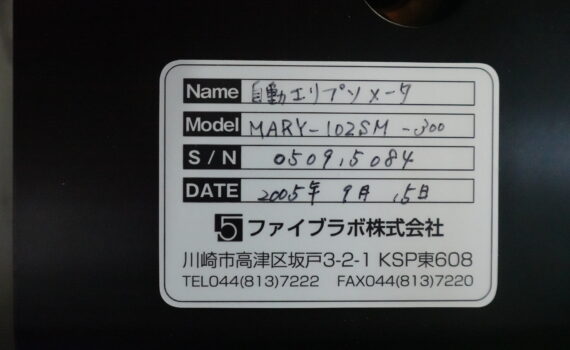 Name 自動エリプソメータ
Model MARY-102SM-300
S/N 0509,5084
DATE 2005年 9月 15日
5 ファイブラボ株式会社
川崎市高津区坂戸3-2-1 KSP東608
TEL044(813)7222 FAX044(813)7220